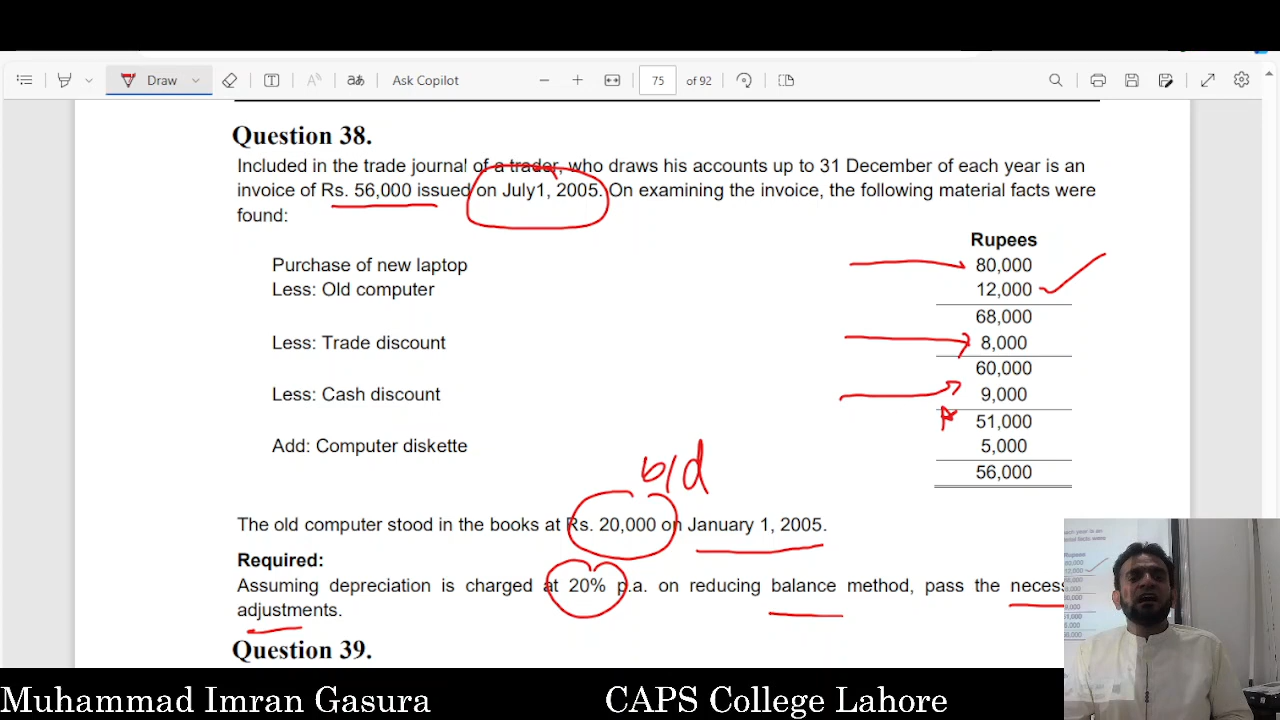 Draw
Ask Copilot
75 of 92
Question 38.
Included in the trade journal of a trader, who draws his accounts up to 31 December of each year is an
invoice of Rs. 56,000 issued on July1, 2005. On examining the invoice, the following material facts were
found:
Rupees
Purchase of new laptop 80,000
Less: Old computer 12,000
68,000
Less: Trade discount 8,000
60,000
Less: Cash discount 9,000
51,000
Add: Computer diskette 5,000
56,000
b/d
The old computer stood in the books at Rs. 20,000 on January 1, 2005.
Required:
Assuming depreciation is charged at 20% p.a. on reducing balance method, pass the
adjustments.
Question 39.
Muhammad Imran Gasura CAPS College Lahore